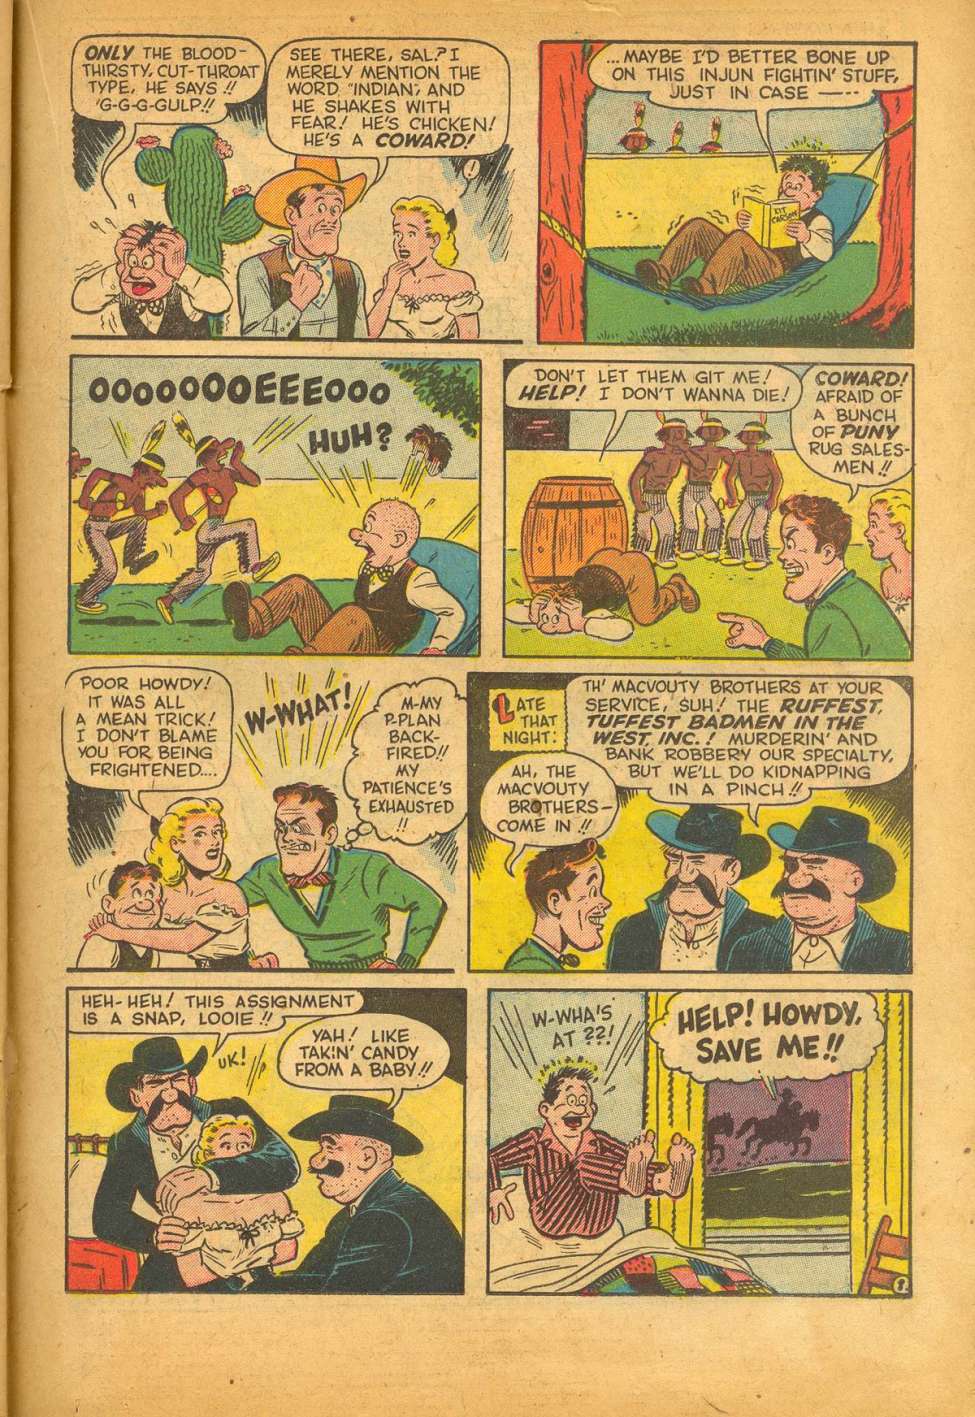 ONLY THE BLOOD-
THIRSTY, CUT-THROAT
TYPE, HE SAYS!!
'G-G-G-GULP!!
SEE THERE, SAL? I
MERELY MENTION THE
WORD "INDIAN", AND
HE SHAKES WITH
FEAR! HE'S CHICKEN!
HE'S A COWARD!
!
...MAYBE I'D BETTER BONE UP
ON THIS INJUN FIGHTIN' STUFF,
JUST IN CASE ----
KIT
CARSON
OOOOOOOEEEEOOO
HUH?
DON'T LET THEM GIT ME!
HELP! I DON'T WANNA DIE!
COWARD!
AFRAID OF
A BUNCH
OF PUNY
RUG SALES-
MEN!!
POOR HOWDY!
IT WAS ALL
A MEAN TRICK!
I DON'T BLAME
YOU FOR BEING
FRIGHTENED....
W-WHAT!
M-MY
P-PLAN
BACK-
FIRED!!
MY
PATIENCE'S
EXHAUSTED
!!
LATE
THAT
NIGHT:
AH, THE
MACVOUTY
BROTHERS-
COME IN!!
TH' MACVOUTY BROTHERS AT YOUR
SERVICE, SUH! THE RUFFEST,
TUFFEST BADMEN IN THE
WEST, INC.! MURDERIN' AND
BANK ROBBERY OUR SPECIALTY,
BUT WE'LL DO KIDNAPPING
IN A PINCH!!
HEH-HEH! THIS ASSIGNMENT
IS A SNAP, LOOIE!!
UK!
YAH! LIKE
TAKIN' CANDY
FROM A BABY!!
W-WHA'S
AT ??!
HELP! HOWDY,
SAVE ME!!